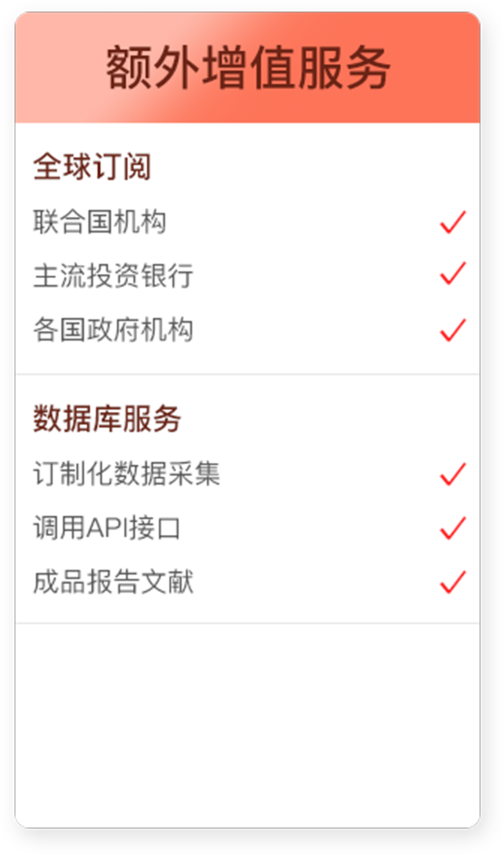 额外增值服务
全球订阅
联合国机构
主流投资银行
各国政府机构
数据库服务
订制化数据采集
调用API接口
成品报告文献